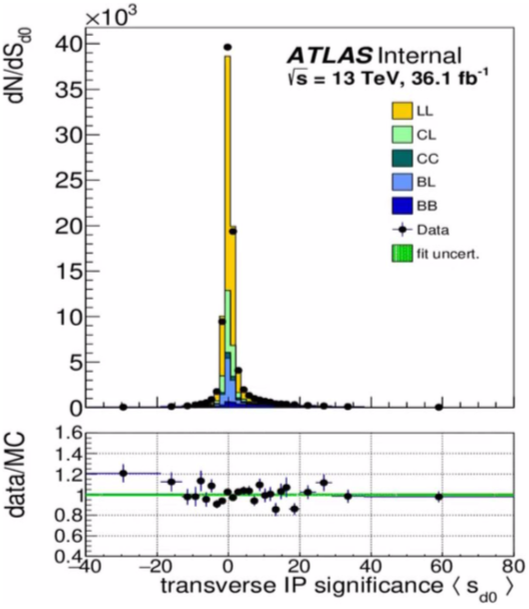 ×10³
dN/dS_d0
40
35
30
25
20
15
10
5
0
ATLAS Internal
√s = 13 TeV, 36.1 fb⁻¹
LL
CL
CC
BL
BB
Data
fit uncert.
data/MC
1.6
1.4
1.2
1
0.8
0.6
0.4
−40 −20 0 20 40 60 80
transverse IP significance ⟨ s_d0 ⟩